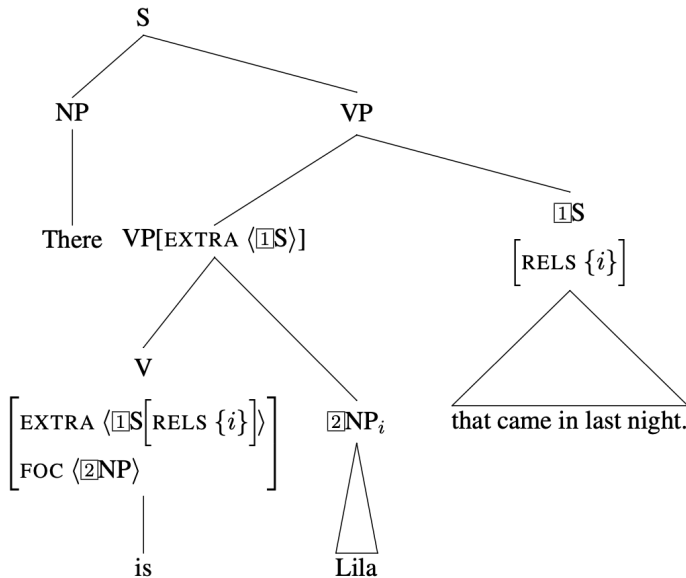 S
NP VP
There VP[EXTRA ⟨1S⟩] 1S
[RELS {i}]
V
[EXTRA ⟨1S[RELS {i}]⟩ 2NPᵢ that came in last night.
FOC ⟨2NP⟩]
is Lila